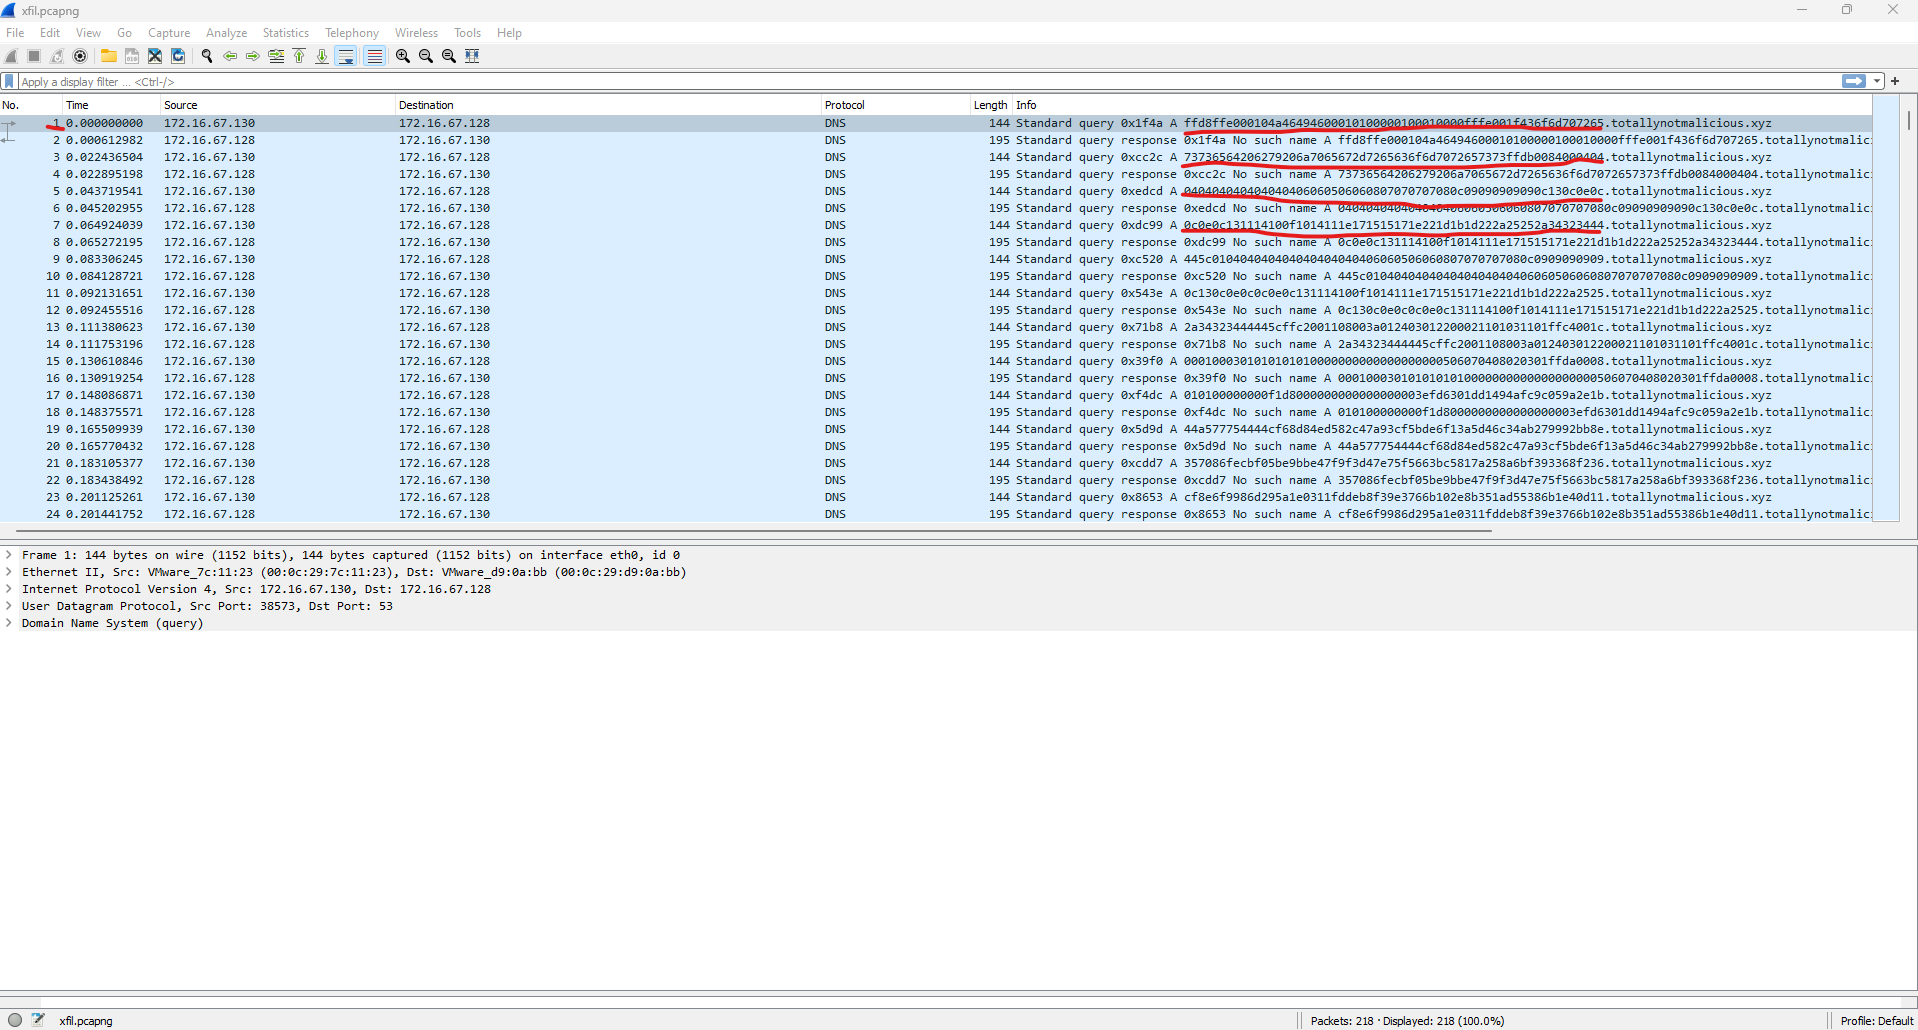 xfil.pcapng
File Edit View Go Capture Analyze Statistics Telephony Wireless Tools Help
Apply a display filter ... <Ctrl-/>
No. Time Source Destination Protocol Length Info
1 0.000000000 172.16.67.130 172.16.67.128 DNS 144 Standard query 0x1f4a A ffd8ffe000104a46494600010100000100010000fffe001f436f6d707265.totallynotmalicious.xyz
2 0.000612982 172.16.67.128 172.16.67.130 DNS 195 Standard query response 0x1f4a No such name A ffd8ffe000104a46494600010100000100010000fffe001f436f6d707265.totallynotmalic
3 0.022436504 172.16.67.130 172.16.67.128 DNS 144 Standard query 0xcc2c A 73736564206279206a7065672d7265636f6d7072657373ffdb0084000404.totallynotmalicious.xyz
4 0.022895198 172.16.67.128 172.16.67.130 DNS 195 Standard query response 0xcc2c No such name A 73736564206279206a7065672d7265636f6d7072657373ffdb0084000404.totallynotmalic
5 0.043719541 172.16.67.130 172.16.67.128 DNS 144 Standard query 0xedcd A 040404040404040406060506060807070707080c09090909090c130c0e0c.totallynotmalicious.xyz
6 0.045202955 172.16.67.128 172.16.67.130 DNS 195 Standard query response 0xedcd No such name A 040404040404040406060506060807070707080c09090909090c130c0e0c.totallynotmalic
7 0.064924039 172.16.67.130 172.16.67.128 DNS 144 Standard query 0xdc99 A 0c0e0c131114100f1014111e171515171e221d1b1d222a25252a34323444.totallynotmalicious.xyz
8 0.065272195 172.16.67.128 172.16.67.130 DNS 195 Standard query response 0xdc99 No such name A 0c0e0c131114100f1014111e171515171e221d1b1d222a25252a34323444.totallynotmalic
9 0.083306245 172.16.67.130 172.16.67.128 DNS 144 Standard query 0xc520 A 445c010404040404040404040406060506060807070707080c0909090909.totallynotmalicious.xyz
10 0.084128721 172.16.67.128 172.16.67.130 DNS 195 Standard query response 0xc520 No such name A 445c010404040404040404040406060506060807070707080c0909090909.totallynotmalic
11 0.092131651 172.16.67.130 172.16.67.128 DNS 144 Standard query 0x543e A 0c130c0e0c0c0e0c131114100f1014111e171515171e221d1b1d222a2525.totallynotmalicious.xyz
12 0.092455516 172.16.67.128 172.16.67.130 DNS 195 Standard query response 0x543e No such name A 0c130c0e0c0c0e0c131114100f1014111e171515171e221d1b1d222a2525.totallynotmalic
13 0.111380623 172.16.67.130 172.16.67.128 DNS 144 Standard query 0x71b8 A 2a34323444445cffc2001108003a012403012200021101031101ffc4001c.totallynotmalicious.xyz
14 0.111753196 172.16.67.128 172.16.67.130 DNS 195 Standard query response 0x71b8 No such name A 2a34323444445cffc2001108003a012403012200021101031101ffc4001c.totallynotmalic
15 0.130610846 172.16.67.130 172.16.67.128 DNS 144 Standard query 0x39f0 A 0001000301010101010000000000000000000506070408020301ffda0008.totallynotmalicious.xyz
16 0.130919254 172.16.67.128 172.16.67.130 DNS 195 Standard query response 0x39f0 No such name A 0001000301010101010000000000000000000506070408020301ffda0008.totallynotmalic
17 0.148086871 172.16.67.130 172.16.67.128 DNS 144 Standard query 0xf4dc A 010100000000f1d8000000000000000003efd6301dd1494afc9c059a2e1b.totallynotmalicious.xyz
18 0.148375571 172.16.67.128 172.16.67.130 DNS 195 Standard query response 0xf4dc No such name A 010100000000f1d8000000000000000003efd6301dd1494afc9c059a2e1b.totallynotmalic
19 0.165509939 172.16.67.130 172.16.67.128 DNS 144 Standard query 0x5d9d A 44a577754444cf68d84ed582c47a93cf5bde6f13a5d46c34ab279992bb8e.totallynotmalicious.xyz
20 0.165770432 172.16.67.128 172.16.67.130 DNS 195 Standard query response 0x5d9d No such name A 44a577754444cf68d84ed582c47a93cf5bde6f13a5d46c34ab279992bb8e.totallynotmalic
21 0.183105377 172.16.67.130 172.16.67.128 DNS 144 Standard query 0xcdd7 A 357086fecbf05be9bbe47f9f3d47e75f5663bc5817a258a6bf393368f236.totallynotmalicious.xyz
22 0.183438492 172.16.67.128 172.16.67.130 DNS 195 Standard query response 0xcdd7 No such name A 357086fecbf05be9bbe47f9f3d47e75f5663bc5817a258a6bf393368f236.totallynotmalic
23 0.201125261 172.16.67.130 172.16.67.128 DNS 144 Standard query 0x8653 A cf8e6f9986d295a1e0311fddeb8f39e3766b102e8b351ad55386b1e40d11.totallynotmalicious.xyz
24 0.201441752 172.16.67.128 172.16.67.130 DNS 195 Standard query response 0x8653 No such name A cf8e6f9986d295a1e0311fddeb8f39e3766b102e8b351ad55386b1e40d11.totallynotmalic
Frame 1: 144 bytes on wire (1152 bits), 144 bytes captured (1152 bits) on interface eth0, id 0
Ethernet II, Src: VMware_7c:11:23 (00:0c:29:7c:11:23), Dst: VMware_d9:0a:bb (00:0c:29:d9:0a:bb)
Internet Protocol Version 4, Src: 172.16.67.130, Dst: 172.16.67.128
User Datagram Protocol, Src Port: 38573, Dst Port: 53
Domain Name System (query)
xfil.pcapng
Packets: 218 · Displayed: 218 (100.0%)
Profile: Default